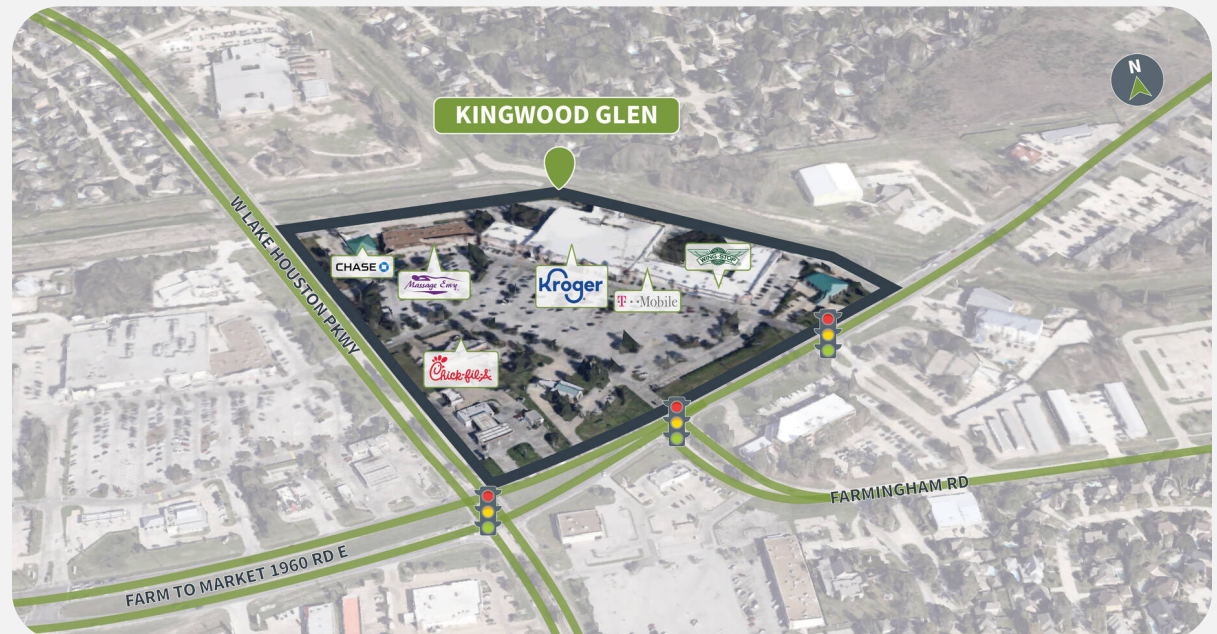 N
KINGWOOD GLEN
W LAKE HOUSTON PKWY
CHASE
Massage Envy
Kroger
T-Mobile
WING-STOP
Chick-fil-A
FARMINGHAM RD
FARM TO MARKET 1960 RD E